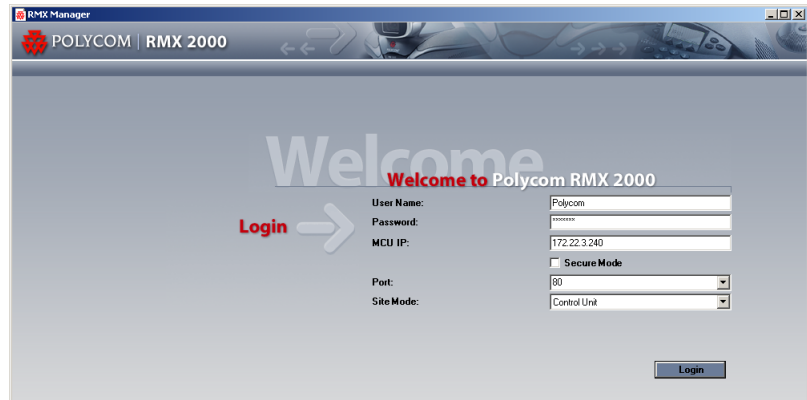 RMX Manager
POLYCOM | RMX 2000
Welcome
Welcome to Polycom RMX 2000
Login
User Name: Polycom
Password: *******
MCU IP: 172.22.3.240
Secure Mode
Port: 80
Site Mode: Control Unit
Login